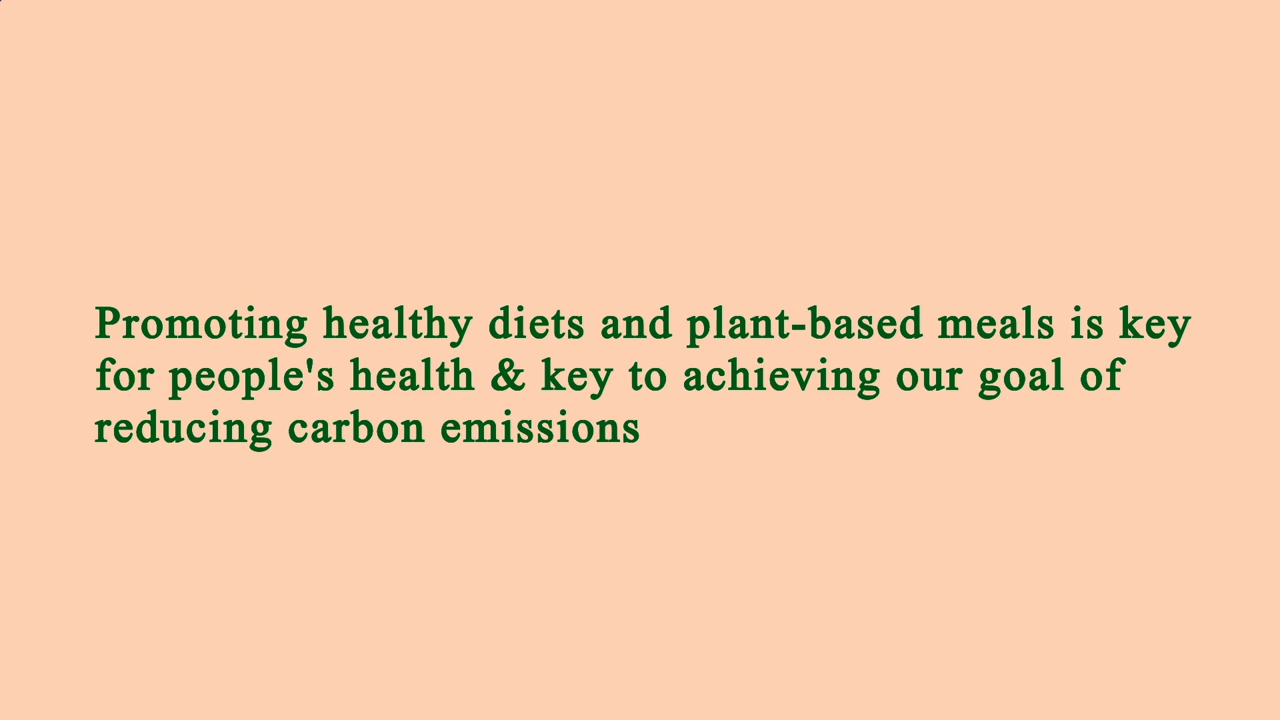 Promoting healthy diets and plant-based meals is key
for people's health & key to achieving our goal of
reducing carbon emissions